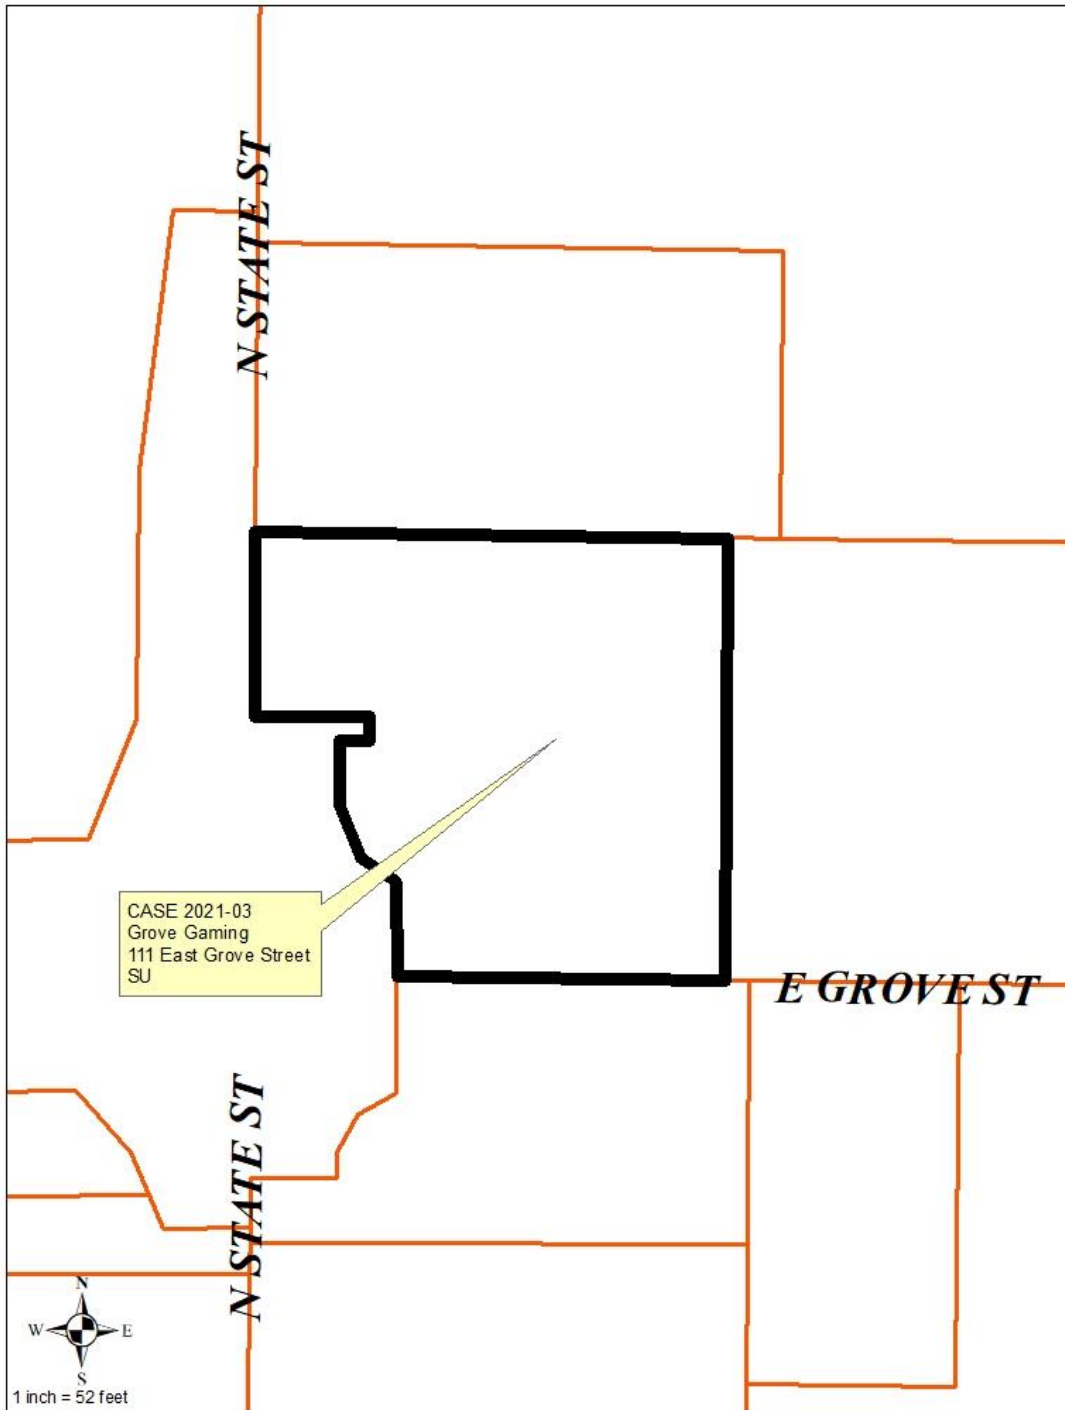 N STATE ST
CASE 2021-03
Grove Gaming
111 East Grove Street
SU
E GROVE ST
N STATE ST
N
W E
S
1 inch = 52 feet